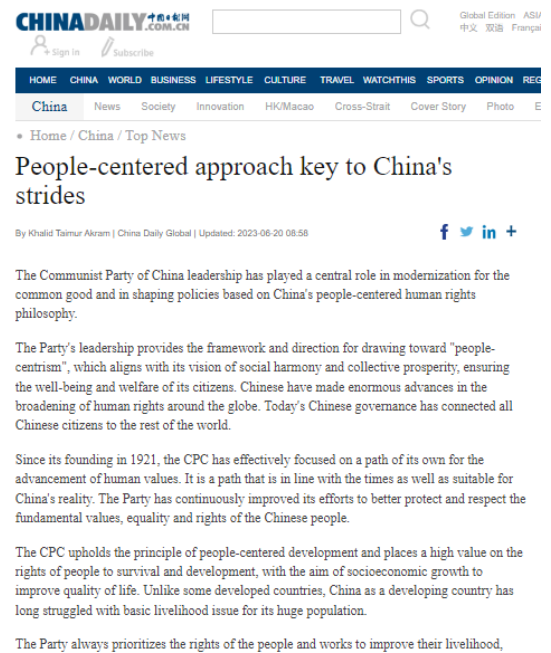 CHINADAILY 中国日报网
.COM.CN
Global Edition ASIA
中文 双语 Françai
Sign in Subscribe
HOME CHINA WORLD BUSINESS LIFESTYLE CULTURE TRAVEL WATCHTHIS SPORTS OPINION REG
China News Society Innovation HK/Macao Cross-Strait Cover Story Photo E
Home / China / Top News
People-centered approach key to China's
strides
By Khalid Taimur Akram | China Daily Global | Updated: 2023-06-20 08:58
The Communist Party of China leadership has played a central role in modernization for the
common good and in shaping policies based on China's people-centered human rights
philosophy.
The Party's leadership provides the framework and direction for drawing toward "people-
centrism", which aligns with its vision of social harmony and collective prosperity, ensuring
the well-being and welfare of its citizens. Chinese have made enormous advances in the
broadening of human rights around the globe. Today's Chinese governance has connected all
Chinese citizens to the rest of the world.
Since its founding in 1921, the CPC has effectively focused on a path of its own for the
advancement of human values. It is a path that is in line with the times as well as suitable for
China's reality. The Party has continuously improved its efforts to better protect and respect the
fundamental values, equality and rights of the Chinese people.
The CPC upholds the principle of people-centered development and places a high value on the
rights of people to survival and development, with the aim of socioeconomic growth to
improve quality of life. Unlike some developed countries, China as a developing country has
long struggled with basic livelihood issue for its huge population.
The Party always prioritizes the rights of the people and works to improve their livelihood,